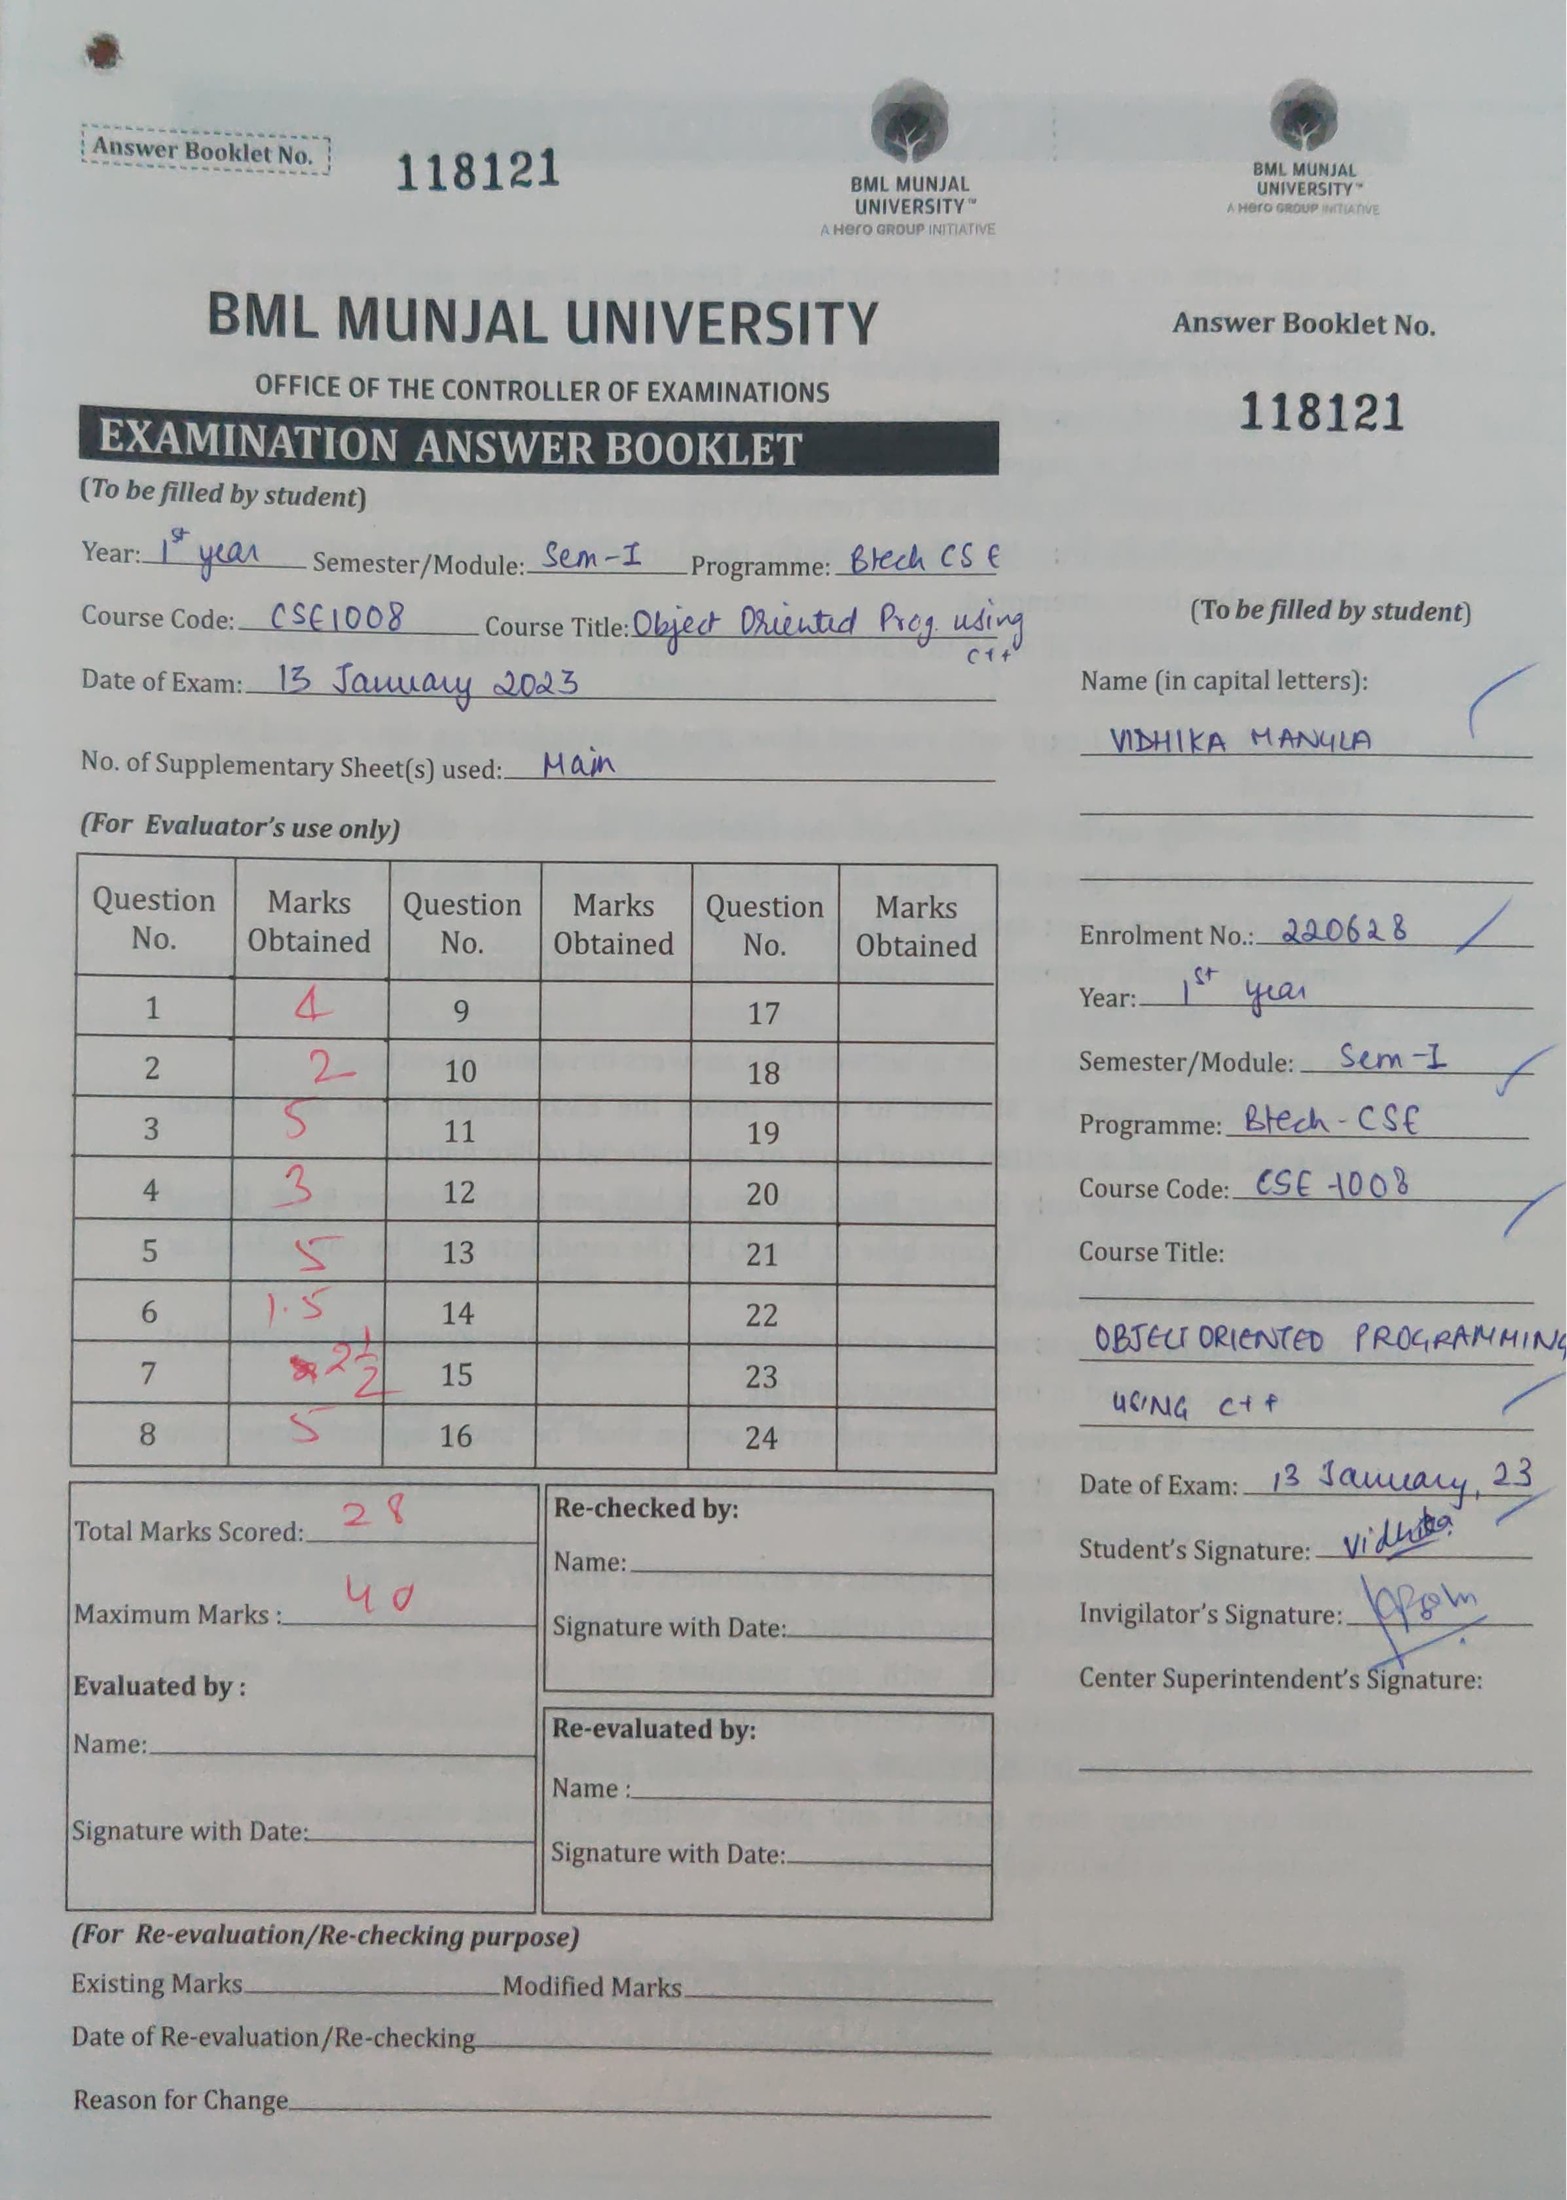 Answer Booklet No. 118121
BML MUNJAL
UNIVERSITY™
A Hero GROUP INITIATIVE
BML MUNJAL
UNIVERSITY™
A Hero GROUP INITIATIVE
BML MUNJAL UNIVERSITY
OFFICE OF THE CONTROLLER OF EXAMINATIONS
EXAMINATION ANSWER BOOKLET
(To be filled by student)
Year: 1st year Semester/Module: Sem-I Programme: Btech CSE
Course Code: CSE1008 Course Title: Object Oriented Prog. using
C++
Date of Exam: 13 January 2023
No. of Supplementary Sheet(s) used: Main
(For Evaluator's use only)
Question No. Marks Obtained Question No. Marks Obtained Question No. Marks Obtained
1 4 9 17
2 2 10 18
3 5 11 19
4 3 12 20
5 5 13 21
6 1.5 14 22
7 2 1/2 15 23
8 5 16 24
Total Marks Scored: 28
Maximum Marks : 40
Evaluated by :
Name:
Signature with Date:
Re-checked by:
Name:
Signature with Date:
Re-evaluated by:
Name :
Signature with Date:
(For Re-evaluation/Re-checking purpose)
Existing Marks Modified Marks
Date of Re-evaluation/Re-checking
Reason for Change
Answer Booklet No.
118121
(To be filled by student)
Name (in capital letters):
VIDHIKA MANGLA
Enrolment No.: 220628
Year: 1st year
Semester/Module: Sem-I
Programme: Btech-CSE
Course Code: CSE-1008
Course Title:
OBJECT ORIENTED PROGRAMMING
USING C++
Date of Exam: 13 January, 23
Student's Signature: Vidhika
Invigilator's Signature:
Center Superintendent's Signature: